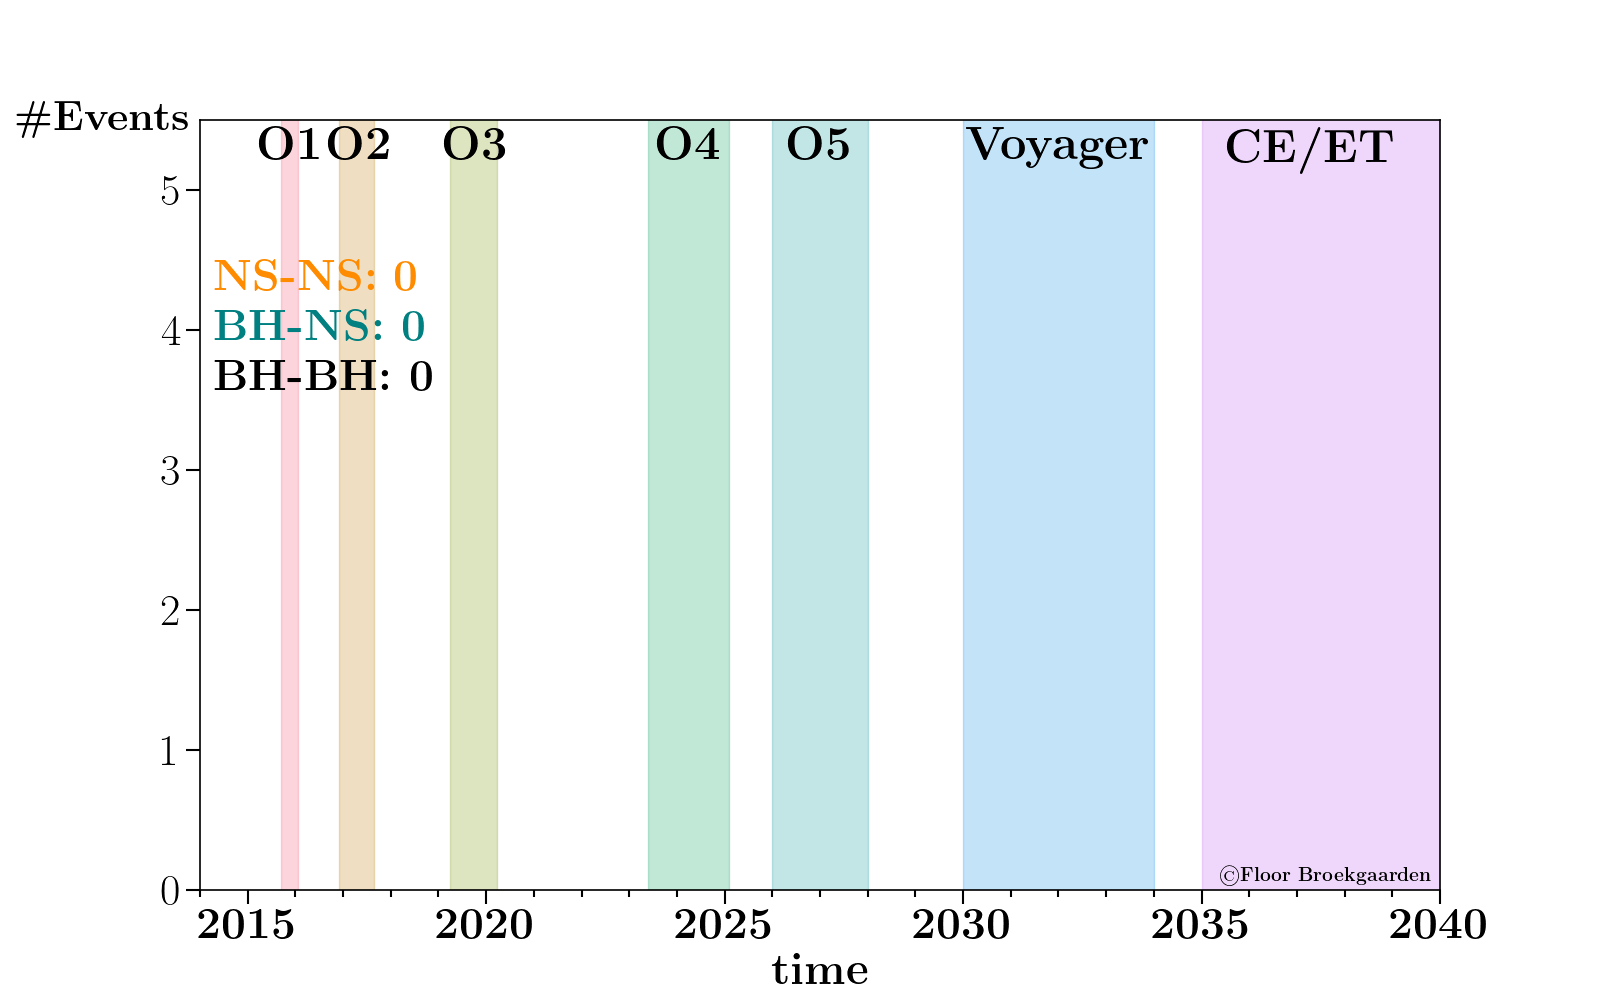 #Events
O1 O2 O3 O4 O5 Voyager CE/ET
5
NS-NS: 0
4
BH-NS: 0
BH-BH: 0
3
2
1
0
©Floor Broekgaarden
2015 2020 2025 2030 2035 2040
time